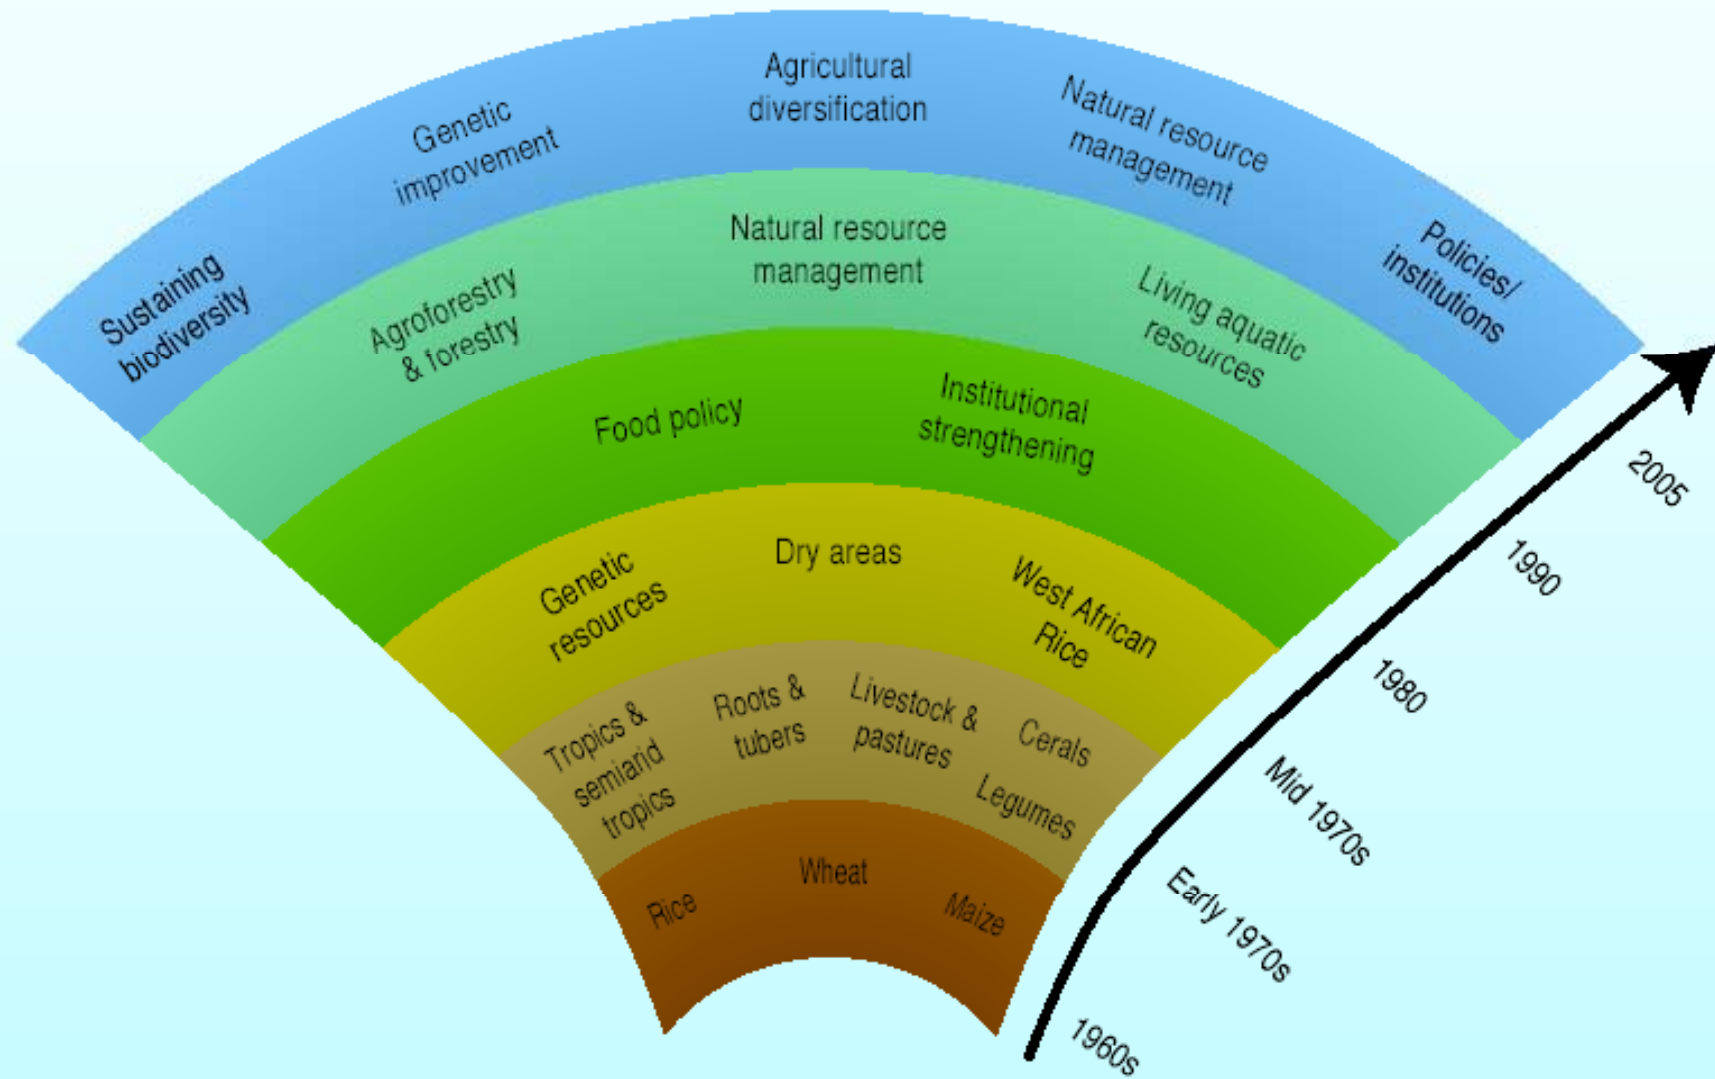 Agricultural
diversification
Genetic
improvement
Natural resource
management
Sustaining
biodiversity
Policies/
institutions
Natural resource
management
Agroforestry
& forestry
Living aquatic
resources
Food policy
Institutional
strengthening
Genetic
resources
Dry areas
West African
Rice
Tropics &
semiarid
tropics
Roots &
tubers
Livestock &
pastures
Cerals
Legumes
Rice
Wheat
Maize
2005
1990
1980
Mid 1970s
Early 1970s
1960s